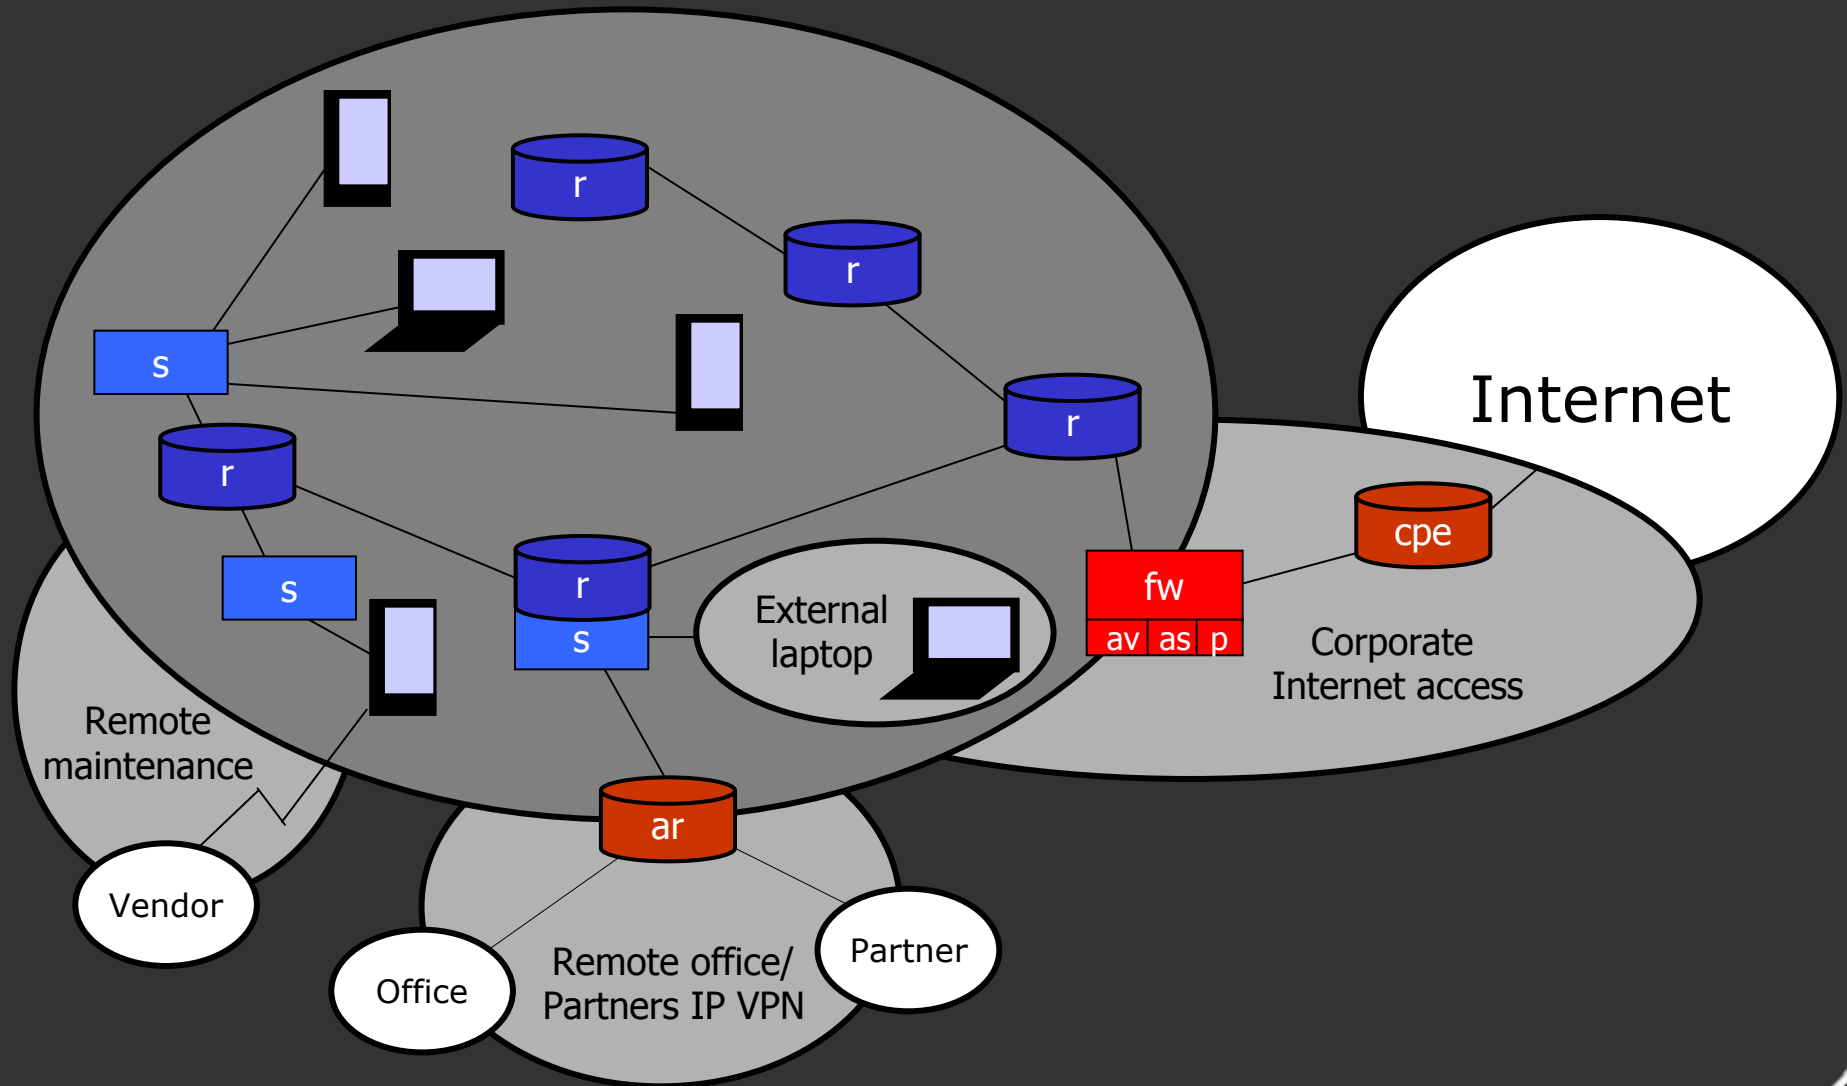 r
r
s
r
Internet
r
cpe
r
s
fw
av as p
External
laptop
s
Corporate
Internet access
Remote
maintenance
ar
Vendor
Office
Remote office/
Partners IP VPN
Partner